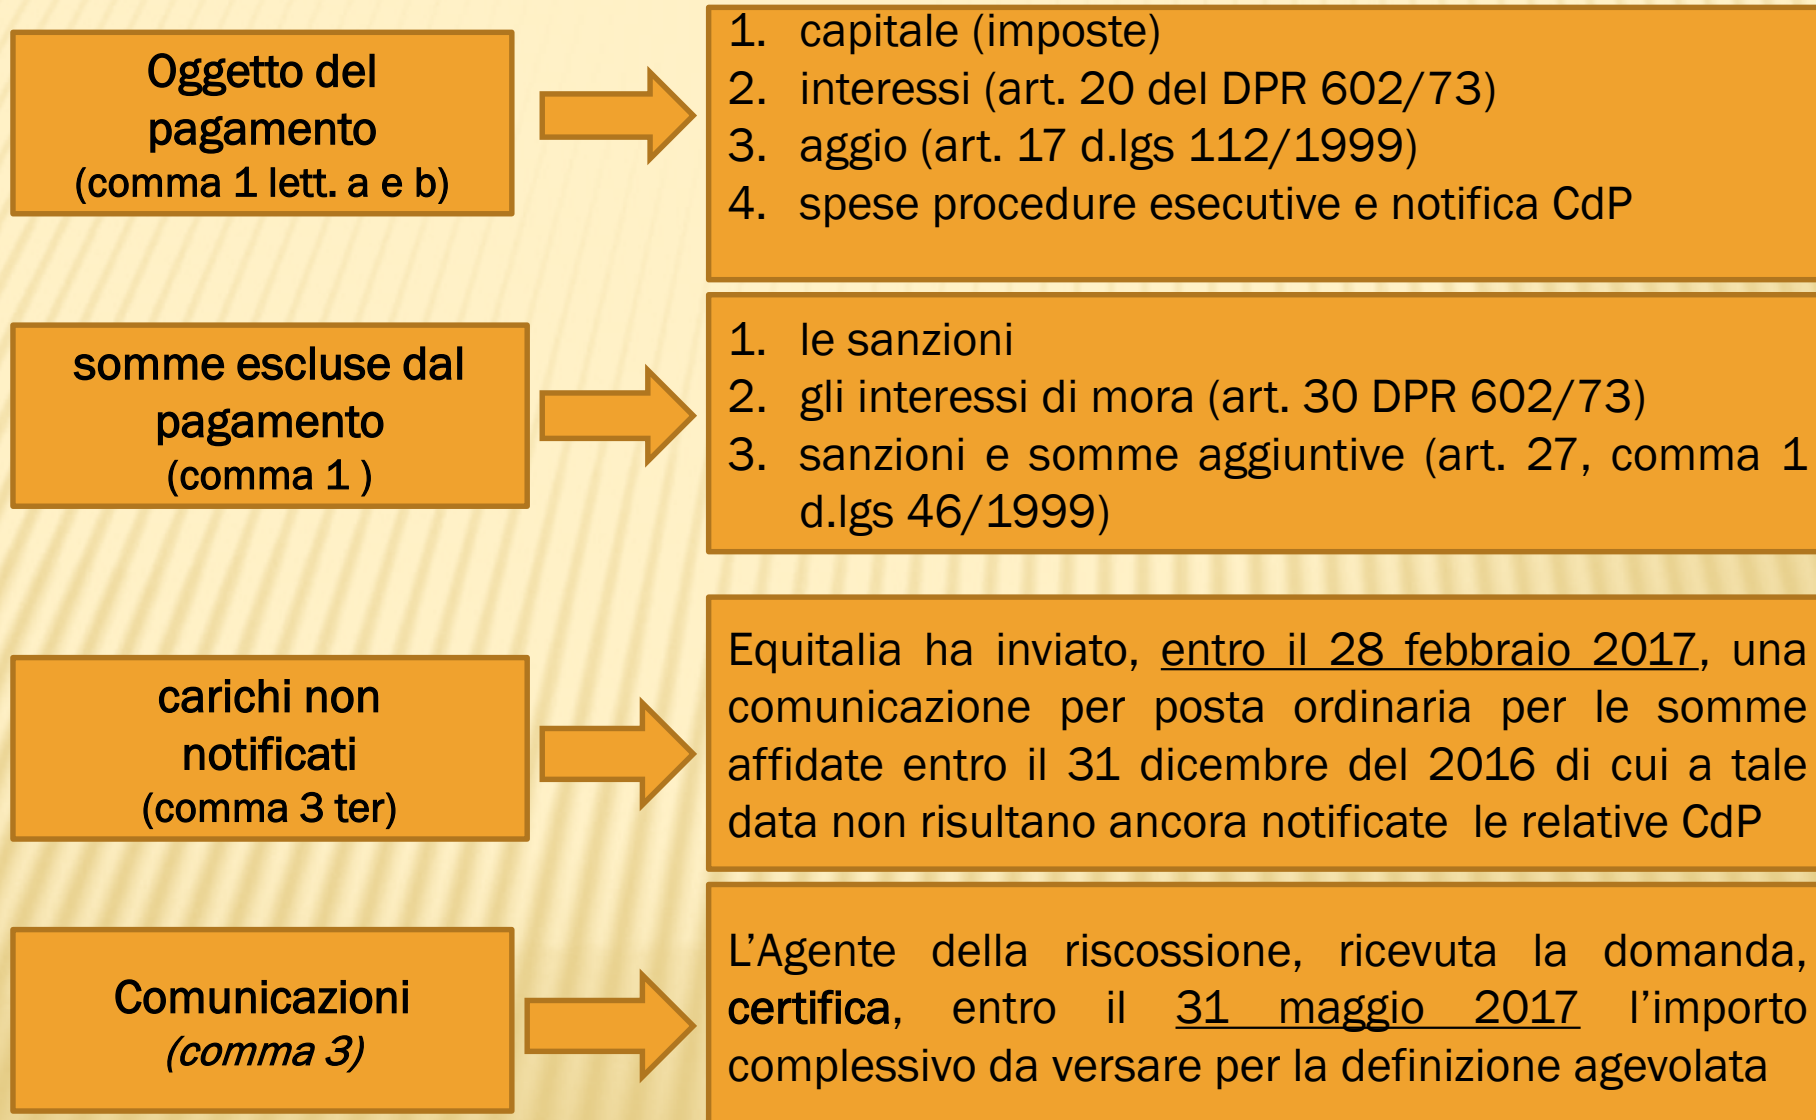 Oggetto del
pagamento
(comma 1 lett. a e b)
1. capitale (imposte)
2. interessi (art. 20 del DPR 602/73)
3. aggio (art. 17 d.lgs 112/1999)
4. spese procedure esecutive e notifica CdP
somme escluse dal
pagamento
(comma 1 )
1. le sanzioni
2. gli interessi di mora (art. 30 DPR 602/73)
3. sanzioni e somme aggiuntive (art. 27, comma 1
d.lgs 46/1999)
carichi non
notificati
(comma 3 ter)
Equitalia ha inviato, entro il 28 febbraio 2017, una
comunicazione per posta ordinaria per le somme
affidate entro il 31 dicembre del 2016 di cui a tale
data non risultano ancora notificate le relative CdP
Comunicazioni
(comma 3)
L’Agente della riscossione, ricevuta la domanda,
certifica, entro il 31 maggio 2017 l’importo
complessivo da versare per la definizione agevolata